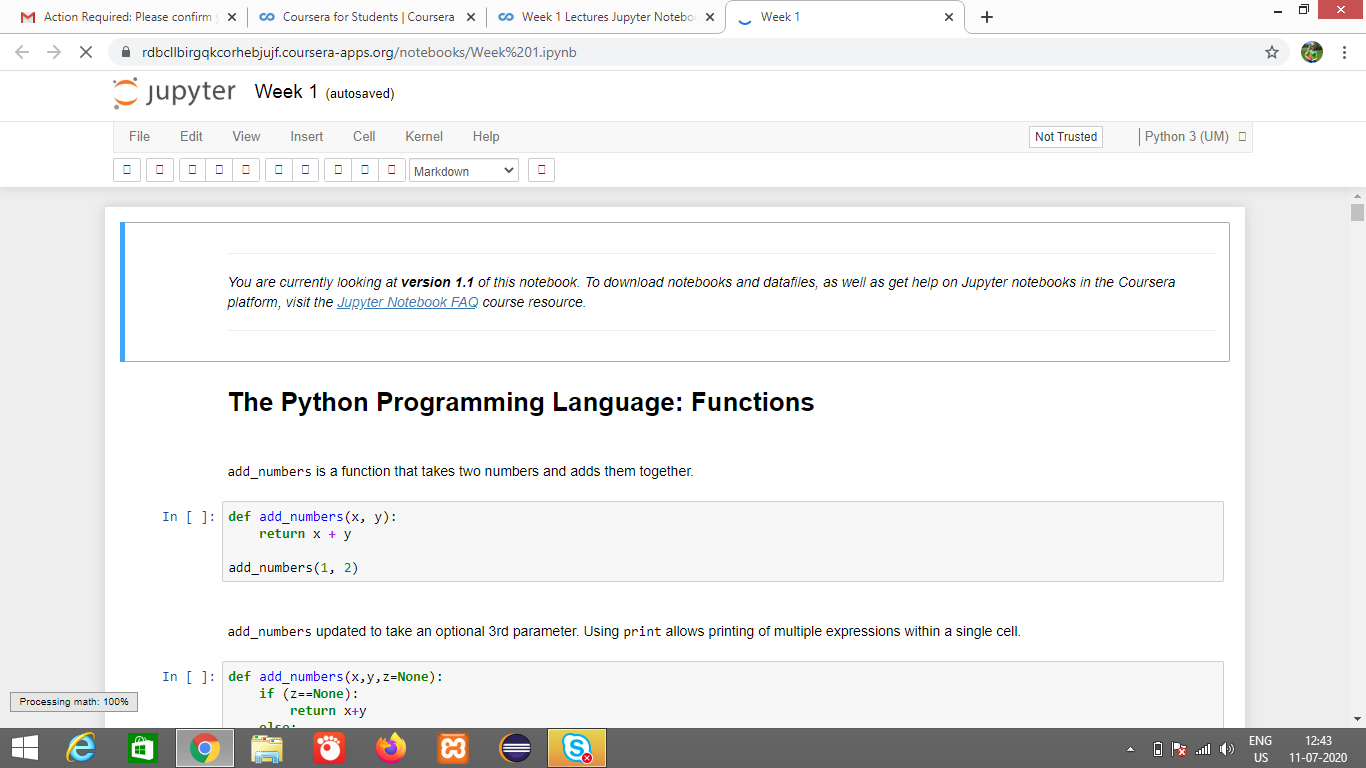 Action Required: Please confirm
Coursera for Students | Coursera
Week 1 Lectures Jupyter Notebo
Week 1
rdbcllbirgqkcorhebjujf.coursera-apps.org/notebooks/Week%201.ipynb
jupyter Week 1 (autosaved)
File Edit View Insert Cell Kernel Help Not Trusted Python 3 (UM)
Markdown
You are currently looking at version 1.1 of this notebook. To download notebooks and datafiles, as well as get help on Jupyter notebooks in the Coursera
platform, visit the Jupyter Notebook FAQ course resource.
The Python Programming Language: Functions
add_numbers is a function that takes two numbers and adds them together.
In [ ]: def add_numbers(x, y):
return x + y
add_numbers(1, 2)
add_numbers updated to take an optional 3rd parameter. Using print allows printing of multiple expressions within a single cell.
In [ ]: def add_numbers(x,y,z=None):
if (z==None):
return x+y
else:
Processing math: 100%
ENG 12:43
US 11-07-2020